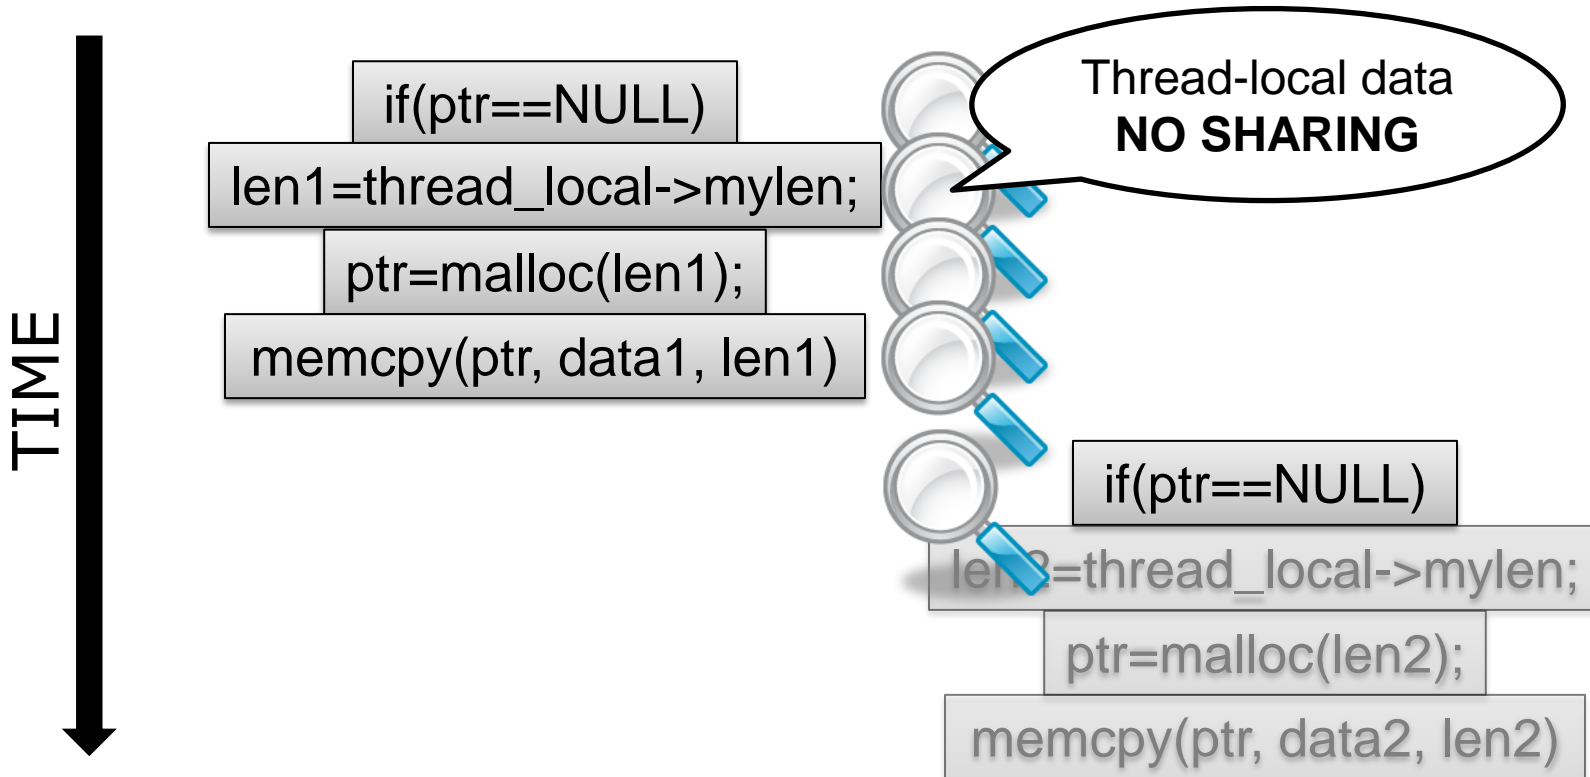 Thread-local data
NO SHARING
if(ptr==NULL)
len1=thread_local->mylen;
ptr=malloc(len1);
memcpy(ptr, data1, len1)
TIME
if(ptr==NULL)
len2=thread_local->mylen;
ptr=malloc(len2);
memcpy(ptr, data2, len2)